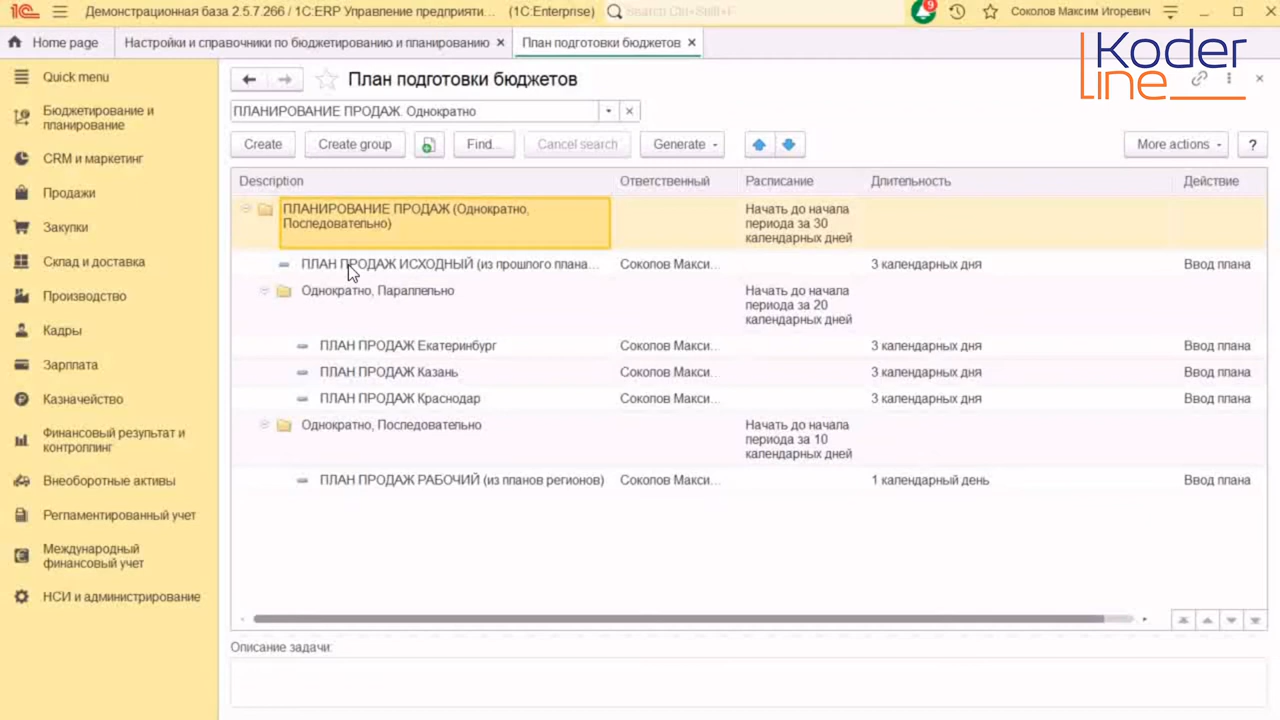 1С Демонстрационная база 2.5.7.266 / 1C:ERP Управление предприяти... (1C:Enterprise) Search Ctrl+Shift+F 9 Соколов Максим Игоревич
Home page Настройки и справочники по бюджетированию и планированию План подготовки бюджетов
Koder
line
Quick menu
Бюджетирование и
планирование
CRM и маркетинг
Продажи
Закупки
Склад и доставка
Производство
Кадры
Зарплата
Казначейство
Финансовый результат и
контроллинг
Внеоборотные активы
Регламентированный учет
Международный
финансовый учет
НСИ и администрирование
План подготовки бюджетов
ПЛАНИРОВАНИЕ ПРОДАЖ. Однократно
Create Create group Find... Cancel search Generate More actions ?
Description Ответственный Расписание Длительность Действие
ПЛАНИРОВАНИЕ ПРОДАЖ (Однократно,
Последовательно)
Начать до начала
периода за 30
календарных дней
ПЛАН ПРОДАЖ ИСХОДНЫЙ (из прошлого плана... Соколов Макси... 3 календарных дня Ввод плана
Однократно, Параллельно
Начать до начала
периода за 20
календарных дней
ПЛАН ПРОДАЖ Екатеринбург Соколов Макси... 3 календарных дня Ввод плана
ПЛАН ПРОДАЖ Казань Соколов Макси... 3 календарных дня Ввод плана
ПЛАН ПРОДАЖ Краснодар Соколов Макси... 3 календарных дня Ввод плана
Однократно, Последовательно
Начать до начала
периода за 10
календарных дней
ПЛАН ПРОДАЖ РАБОЧИЙ (из планов регионов) Соколов Макси... 1 календарный день Ввод плана
Описание задачи: